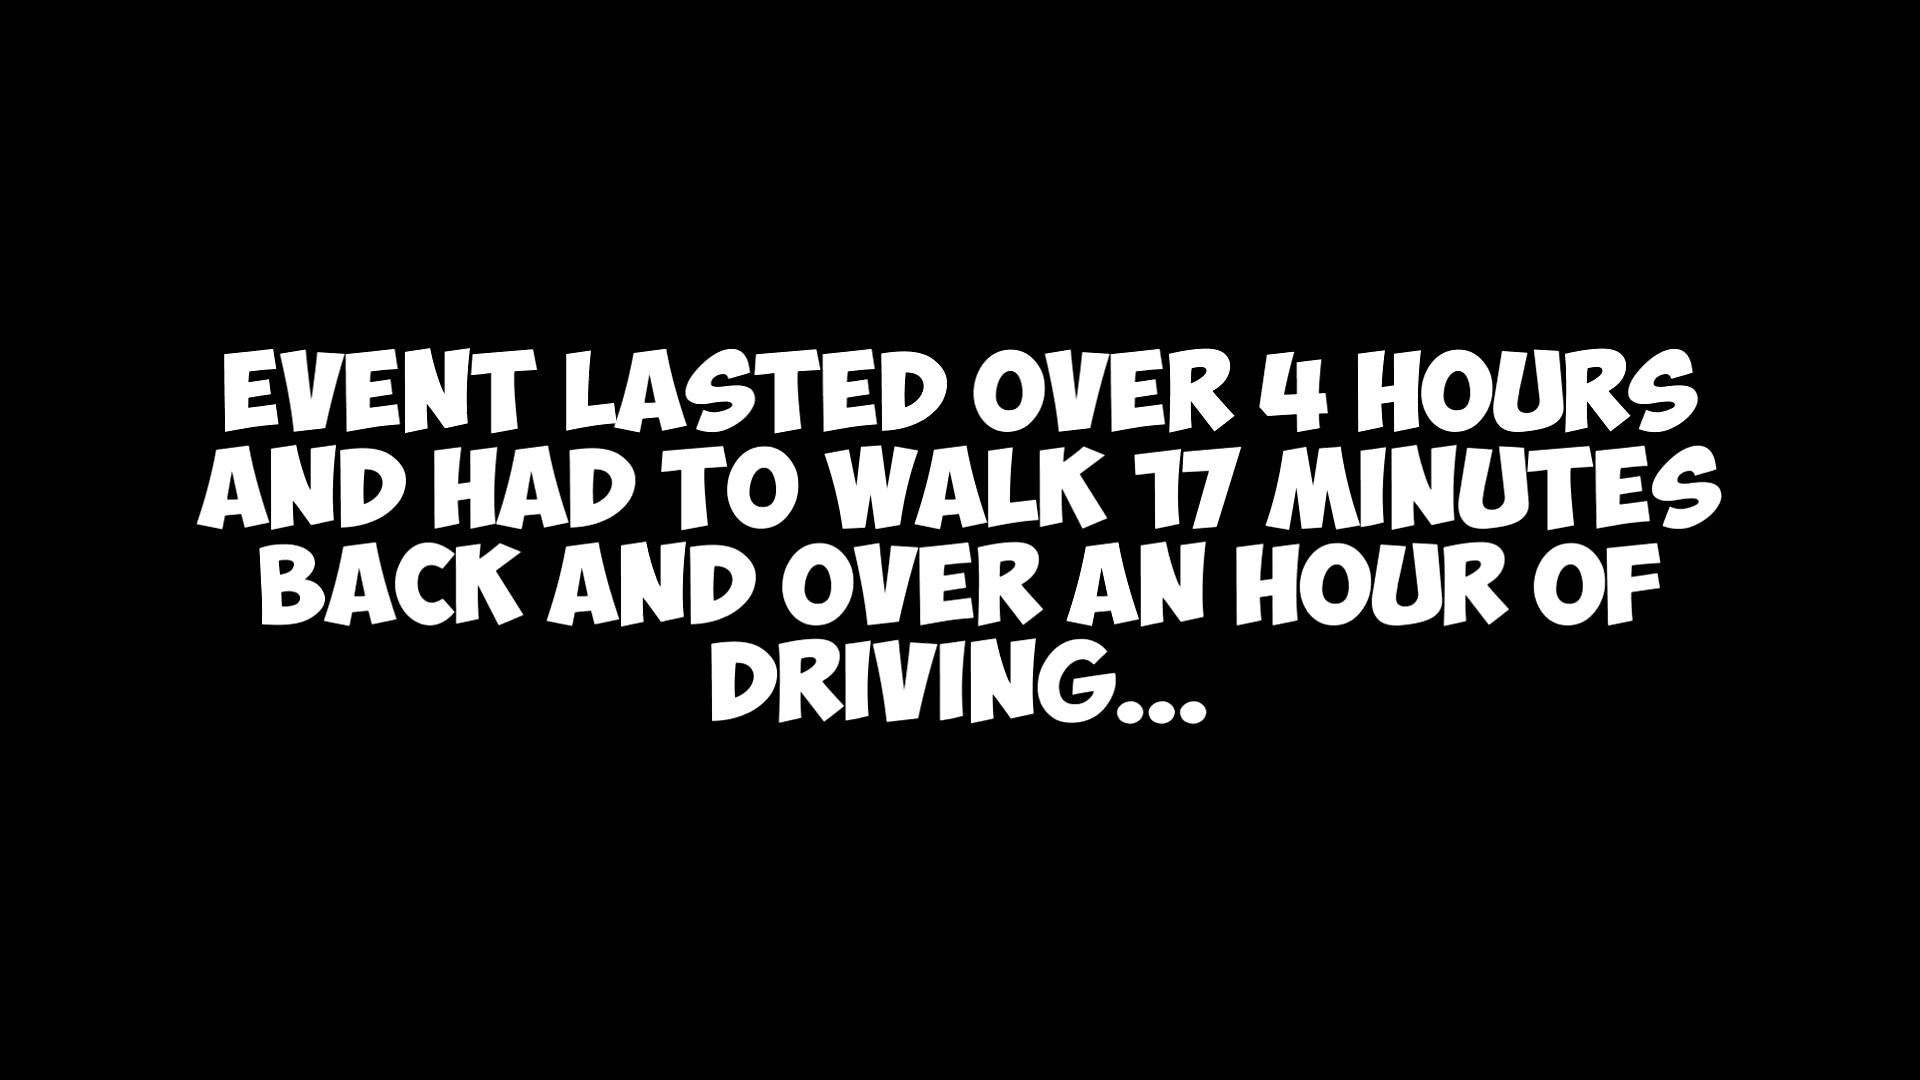 EVENT LASTED OVER 4 HOURS
AND HAD TO WALK 17 MINUTES
BACK AND OVER AN HOUR OF
DRIVING...